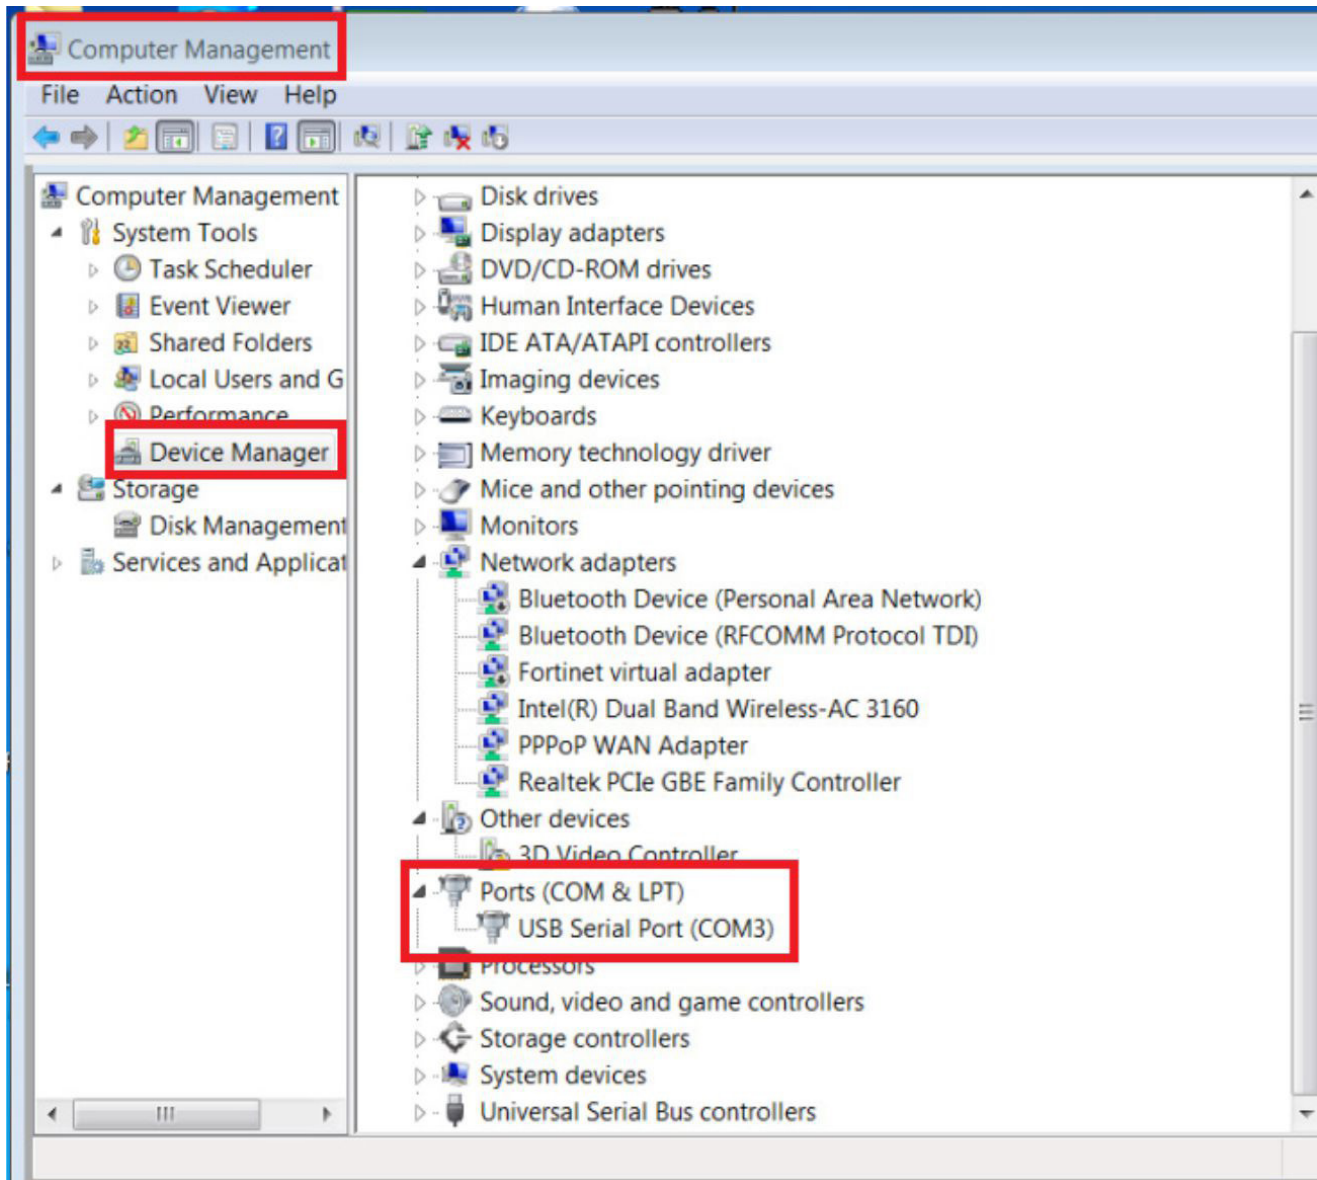 Computer Management
File Action View Help
Computer Management
System Tools
Task Scheduler
Event Viewer
Shared Folders
Local Users and G
Performance
Device Manager
Storage
Disk Management
Services and Applicat
Disk drives
Display adapters
DVD/CD-ROM drives
Human Interface Devices
IDE ATA/ATAPI controllers
Imaging devices
Keyboards
Memory technology driver
Mice and other pointing devices
Monitors
Network adapters
Bluetooth Device (Personal Area Network)
Bluetooth Device (RFCOMM Protocol TDI)
Fortinet virtual adapter
Intel(R) Dual Band Wireless-AC 3160
PPPoP WAN Adapter
Realtek PCIe GBE Family Controller
Other devices
3D Video Controller
Ports (COM & LPT)
USB Serial Port (COM3)
Processors
Sound, video and game controllers
Storage controllers
System devices
Universal Serial Bus controllers